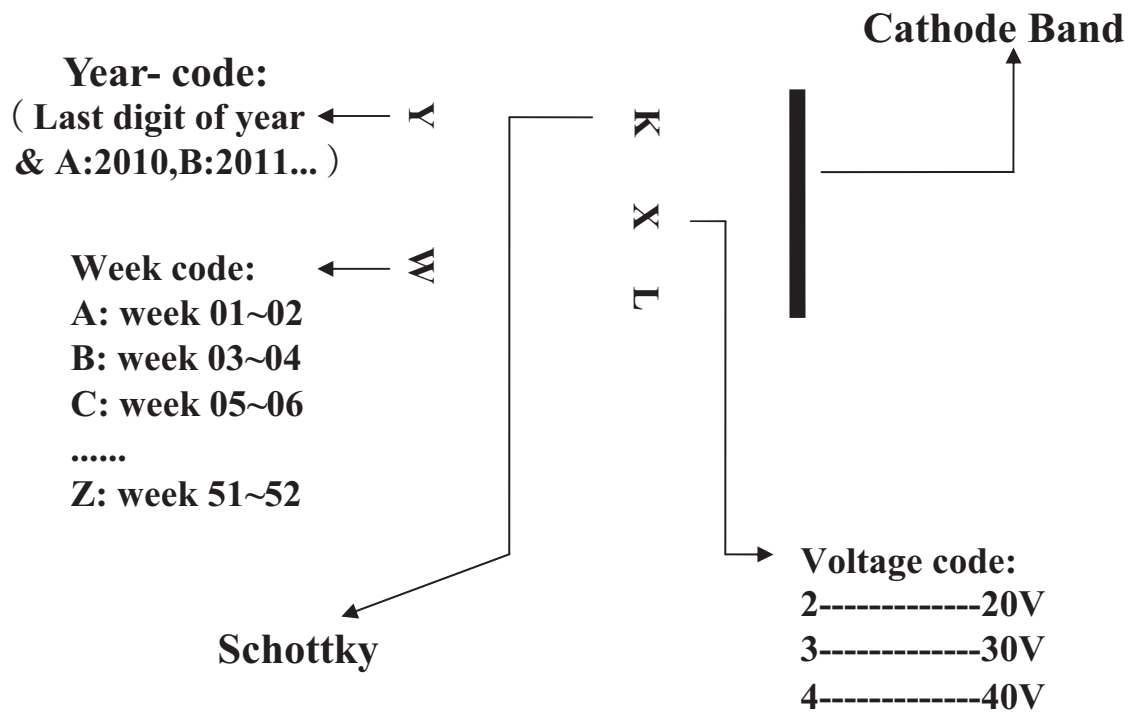 Cathode Band
Year- code:
( Last digit of year
& A:2010,B:2011... )
Y
K
X
W
L
Week code:
A: week 01~02
B: week 03~04
C: week 05~06
......
Z: week 51~52
Schottky
Voltage code:
2-------------20V
3-------------30V
4-------------40V